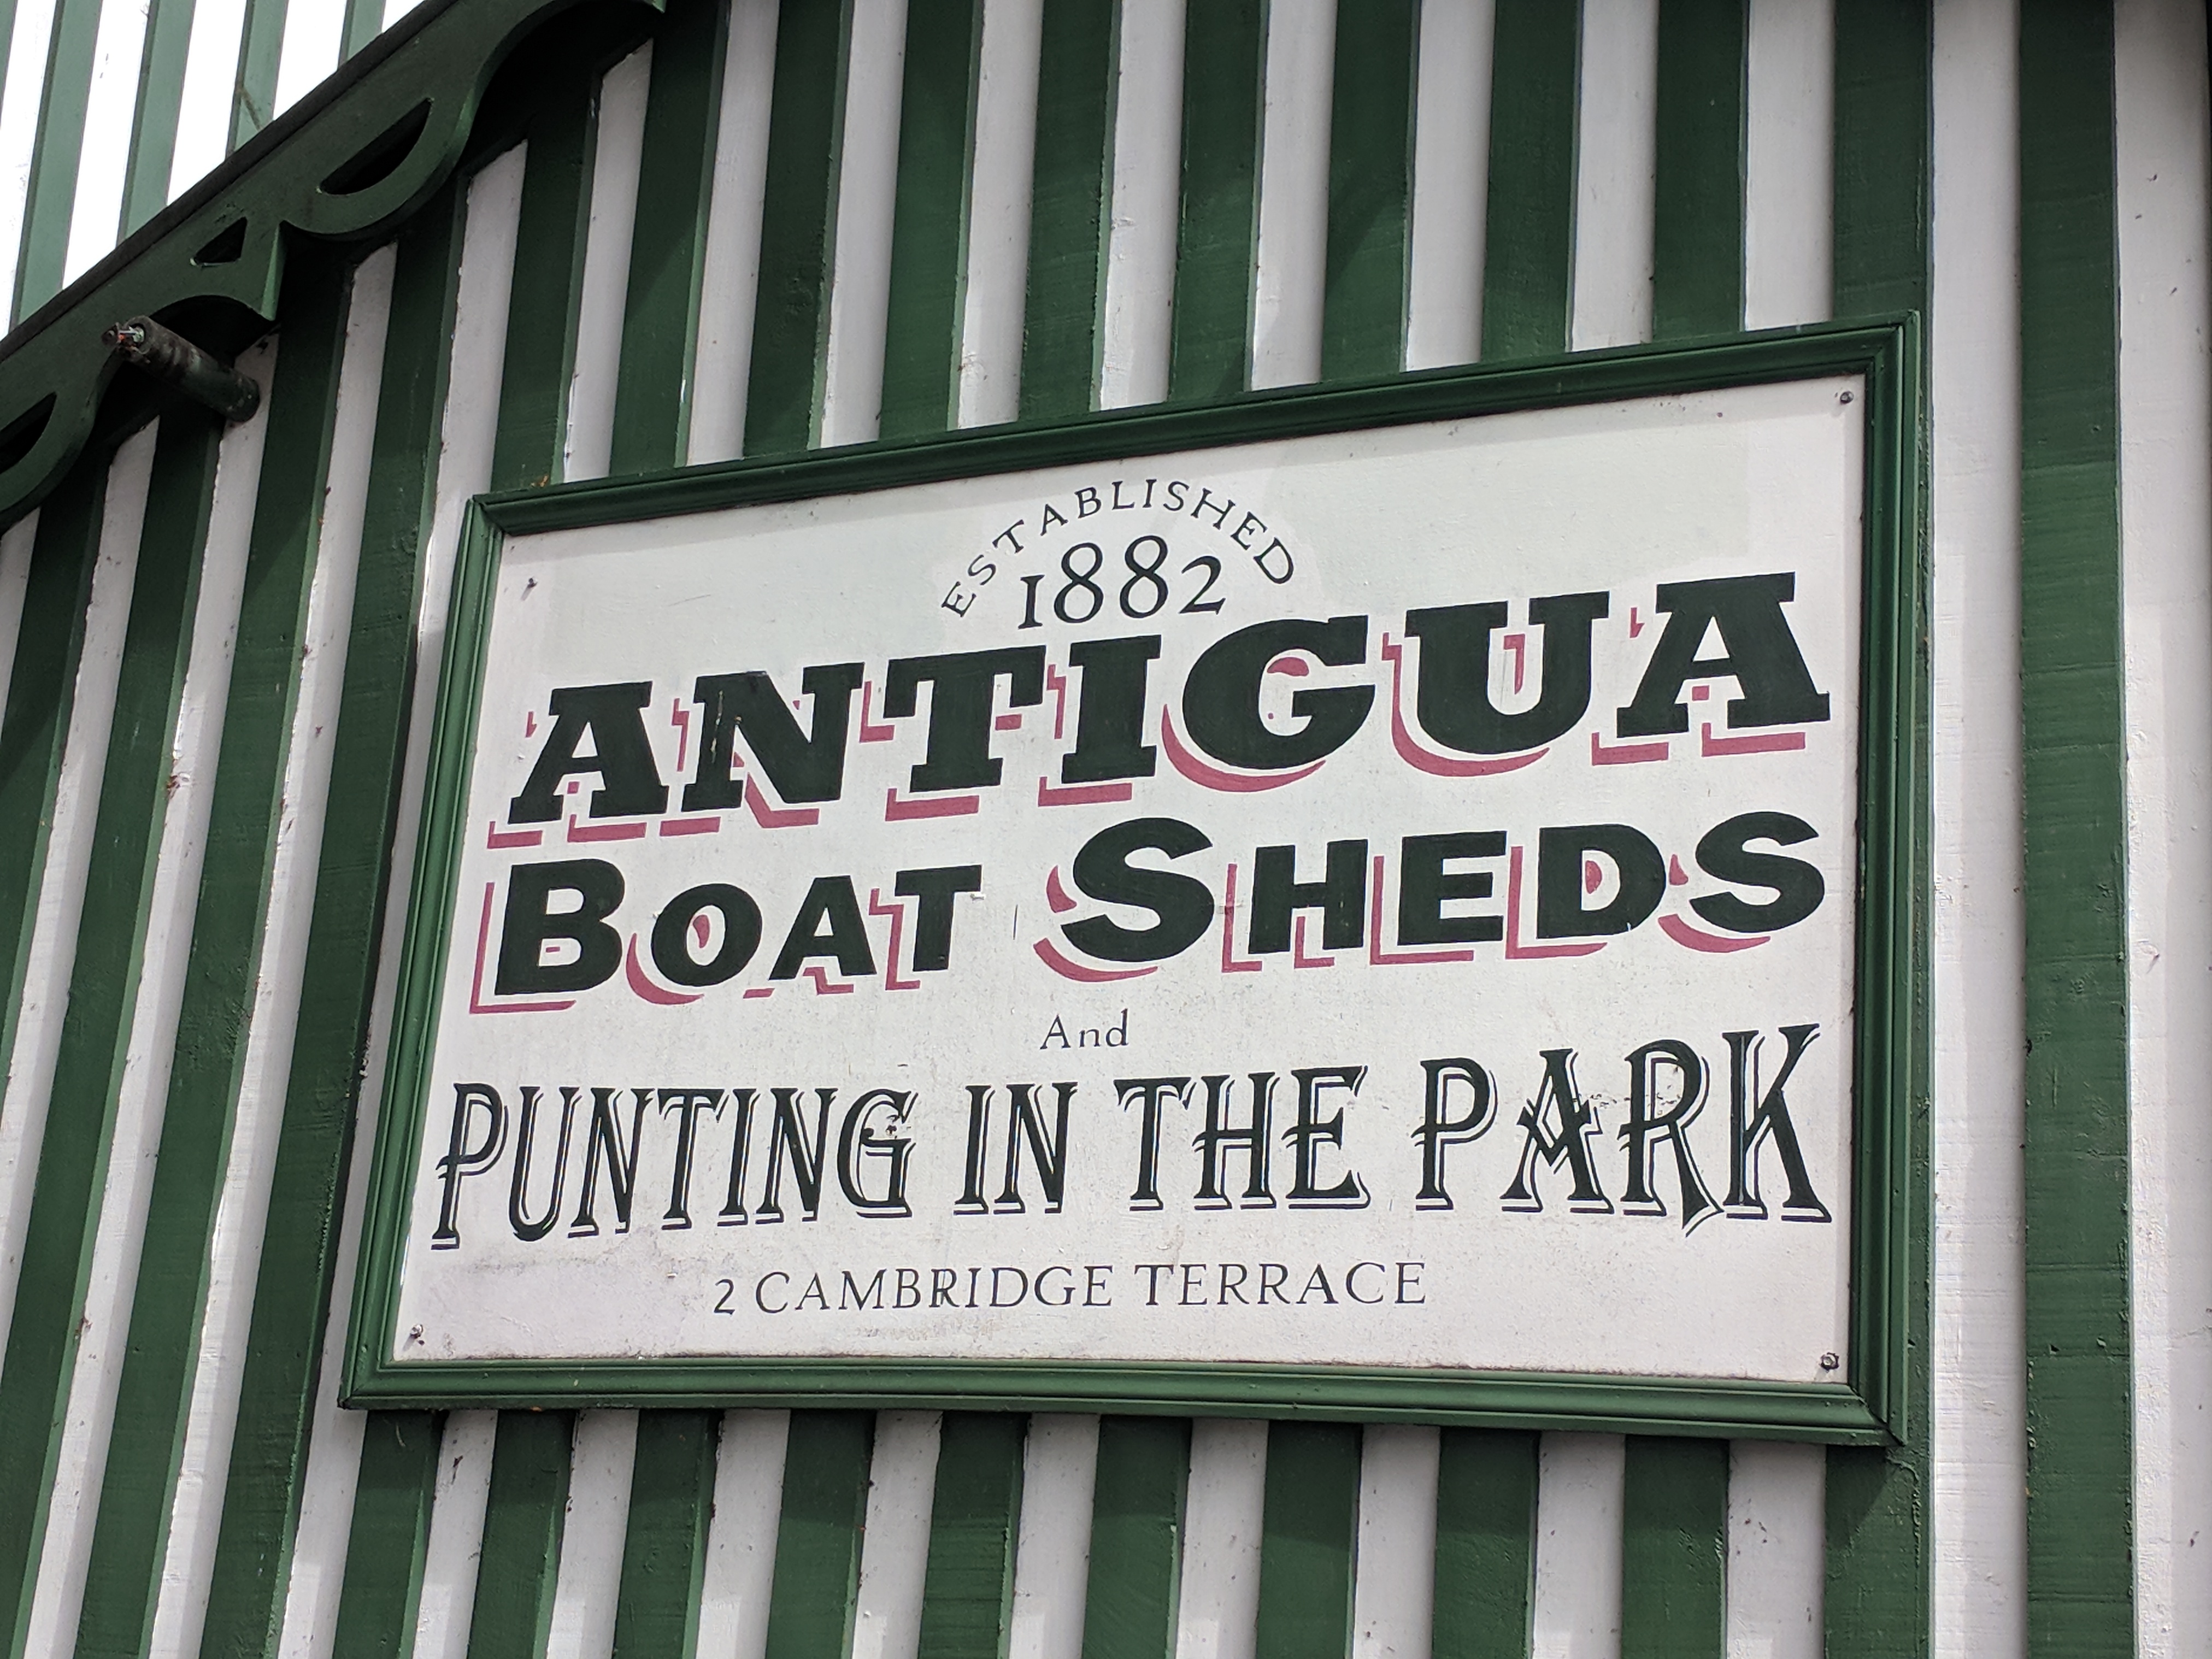 ESTABLISHED
1882
ANTIGUA
BOAT SHEDS
And
PUNTING IN THE PARK
2 CAMBRIDGE TERRACE